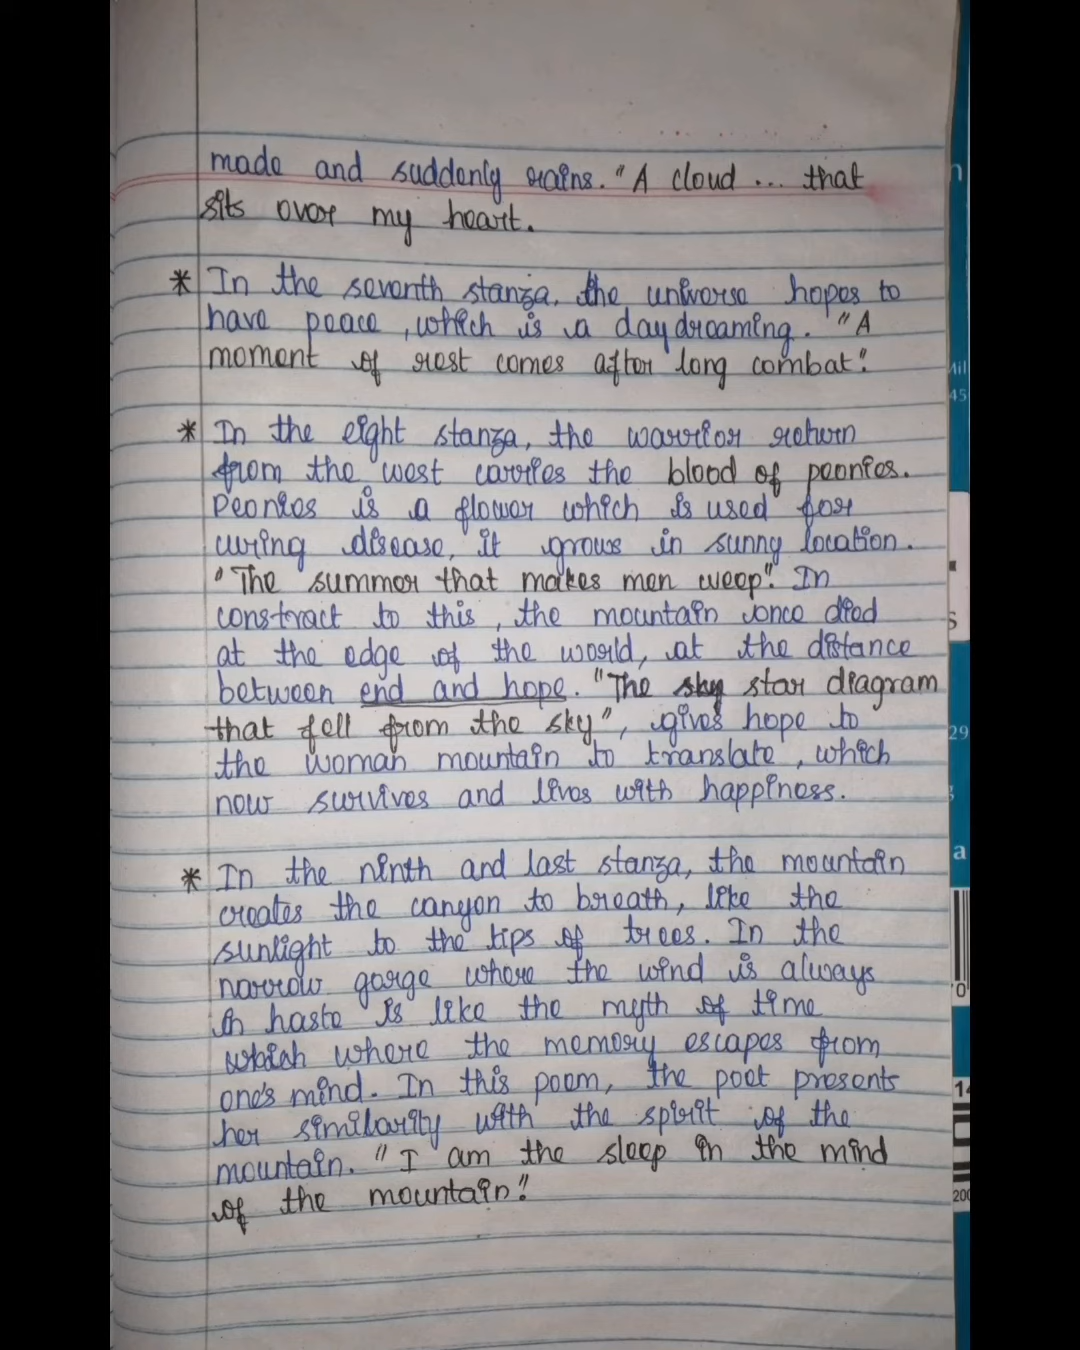 made and suddenly rains. "A cloud ... that
sits over my heart.
* In the seventh stanza, the universe hopes to
have peace, which is a daydreaming. "A
moment of rest comes after long combat".
* In the eight stanza, the warrior return
from the west carries the blood of peonies.
Peonies is a flower which is used for
curing disease, it grows in sunny location.
"The summer that makes men weep". In
constract to this, the mountain once died
at the edge of the world, at the distance
between end and hope. "The sky star diagram
that fell from the sky", gives hope to
the woman mountain to translate, which
now survives and lives with happiness.
* In the ninth and last stanza, the mountain
creates the canyon to breath, like the
sunlight to the tips of trees. In the
narrow gorge where the wind is always
in haste is like the myth of time
which where the memory escapes from
one's mind. In this poem, the poet presents
her similarity with the spirit of the
mountain. "I am the sleep in the mind
of the mountain".